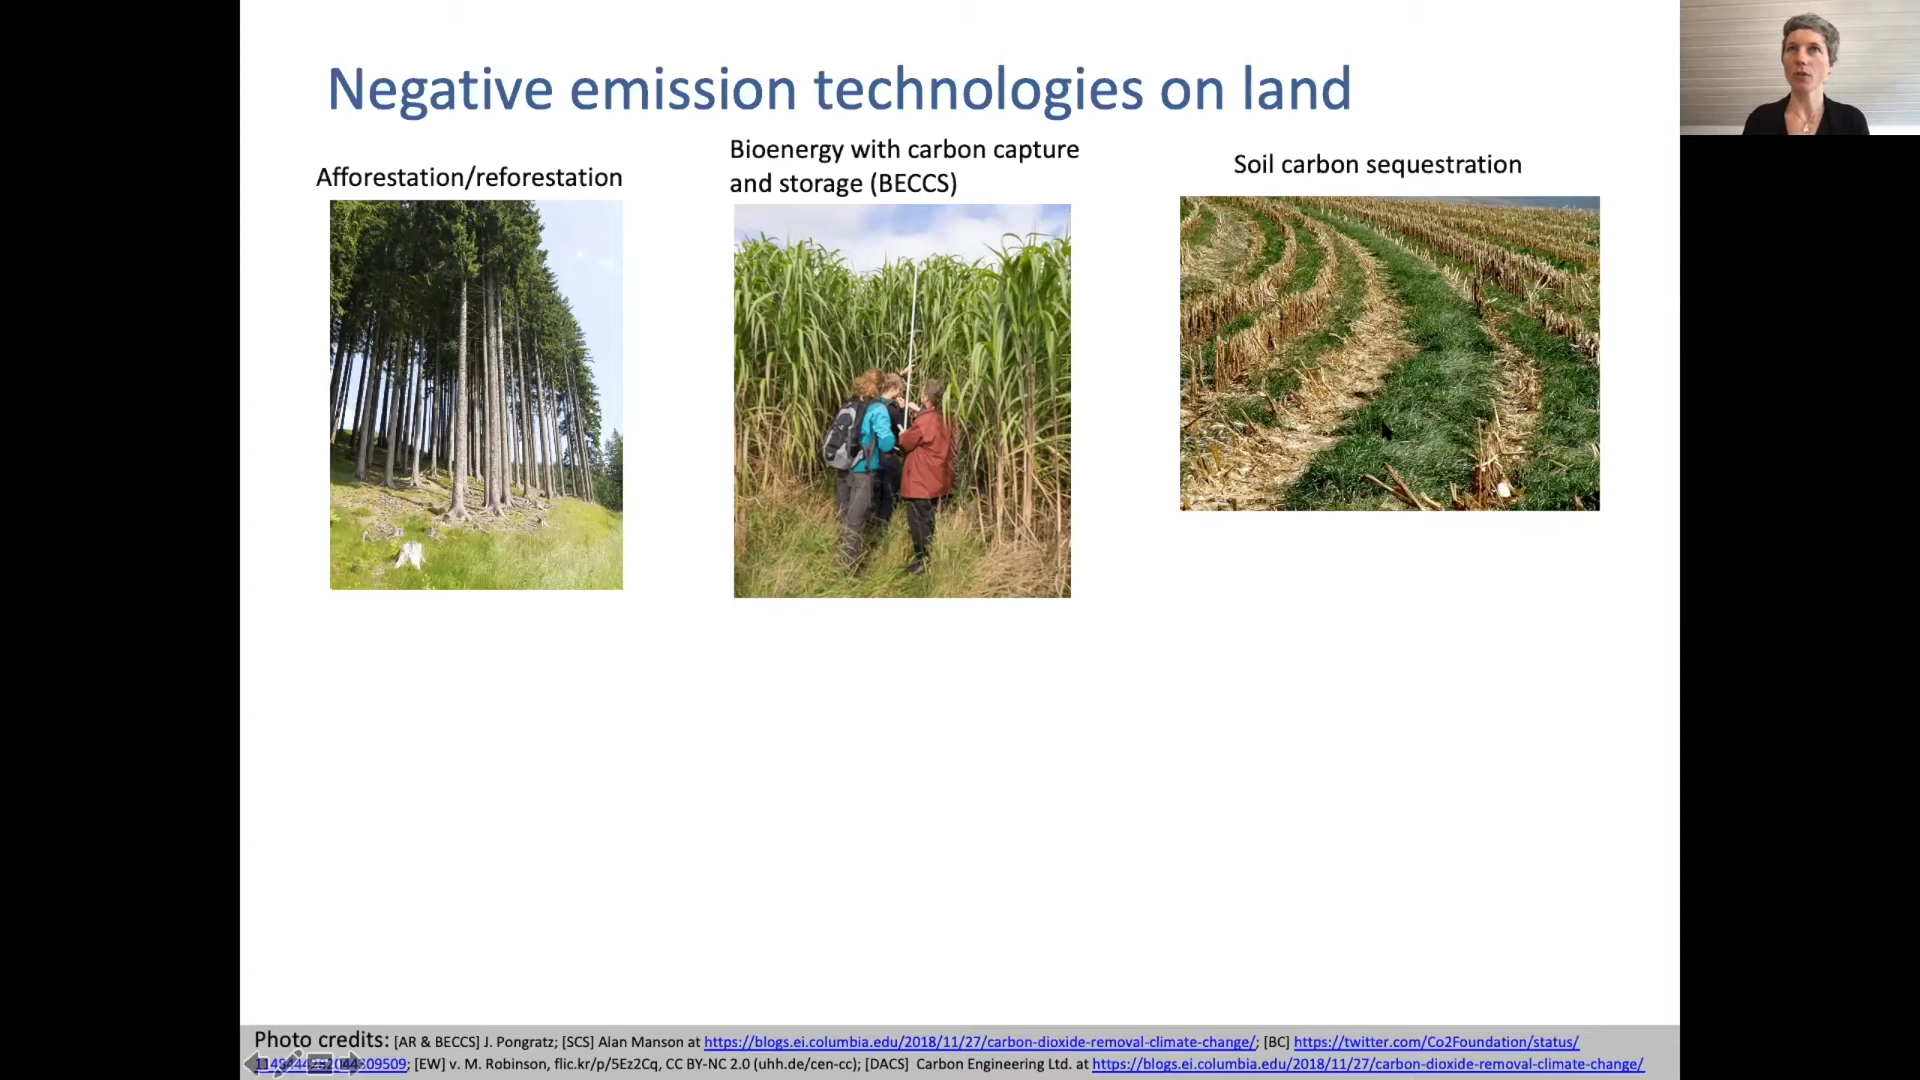 Negative emission technologies on land
Afforestation/reforestation
Bioenergy with carbon capture
and storage (BECCS)
Soil carbon sequestration
Photo credits: [AR & BECCS] J. Pongratz; [SCS] Alan Manson at https://blogs.ei.columbia.edu/2018/11/27/carbon-dioxide-removal-climate-change/; [BC] https://twitter.com/Co2Foundation/status/
[EW] v. M. Robinson, flic.kr/p/5Ez2Cq, CC BY-NC 2.0 (uhh.de/cen-cc); [DACS] Carbon Engineering Ltd. at https://blogs.ei.columbia.edu/2018/11/27/carbon-dioxide-removal-climate-change/